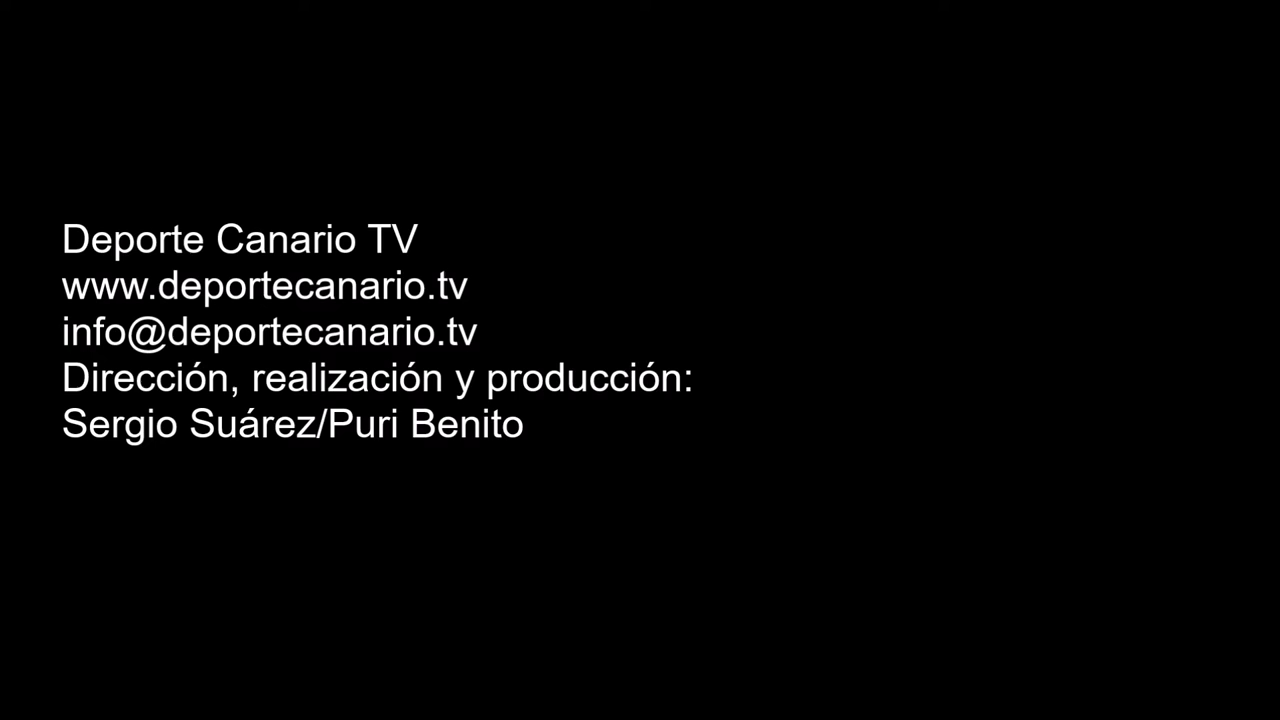 Deporte Canario TV
www.deportecanario.tv
info@deportecanario.tv
Dirección, realización y producción:
Sergio Suárez/Puri Benito